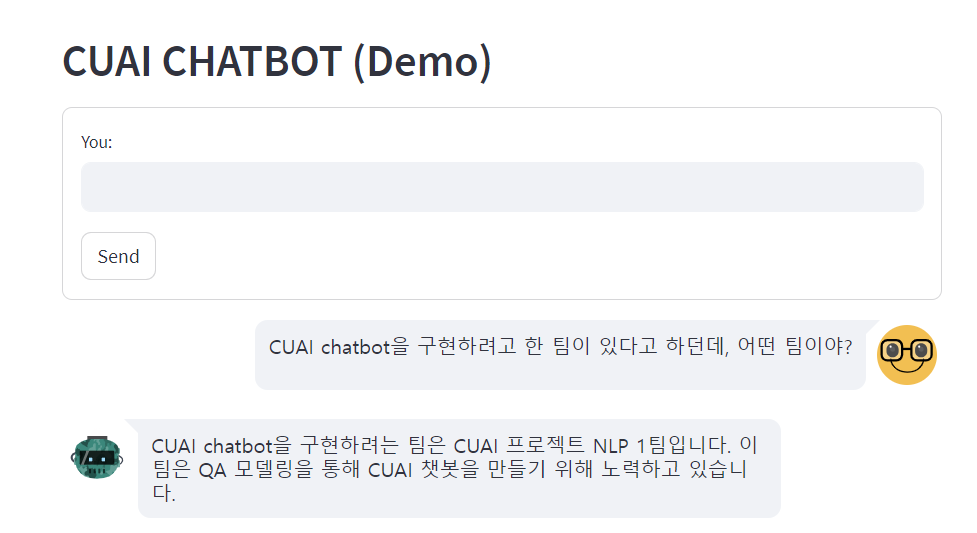 CUAI CHATBOT (Demo)
You:
Send
CUAI chatbot을 구현하려고 한 팀이 있다고 하던데, 어떤 팀이야?
CUAI chatbot을 구현하려는 팀은 CUAI 프로젝트 NLP 1팀입니다. 이
팀은 QA 모델링을 통해 CUAI 챗봇을 만들기 위해 노력하고 있습니
다.